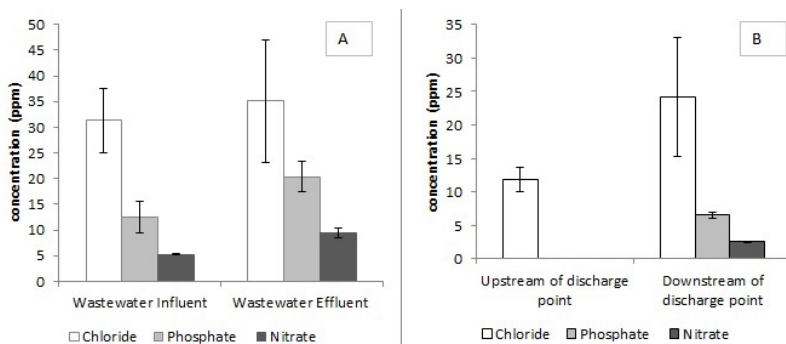 A
concentration (ppm)
50
45
40
35
30
25
20
15
10
5
0
Wastewater Influent
Wastewater Effluent
Chloride
Phosphate
Nitrate
B
concentration (ppm)
35
30
25
20
15
10
5
0
Upstream of discharge
point
Downstream of
discharge point
Chloride
Phosphate
Nitrate